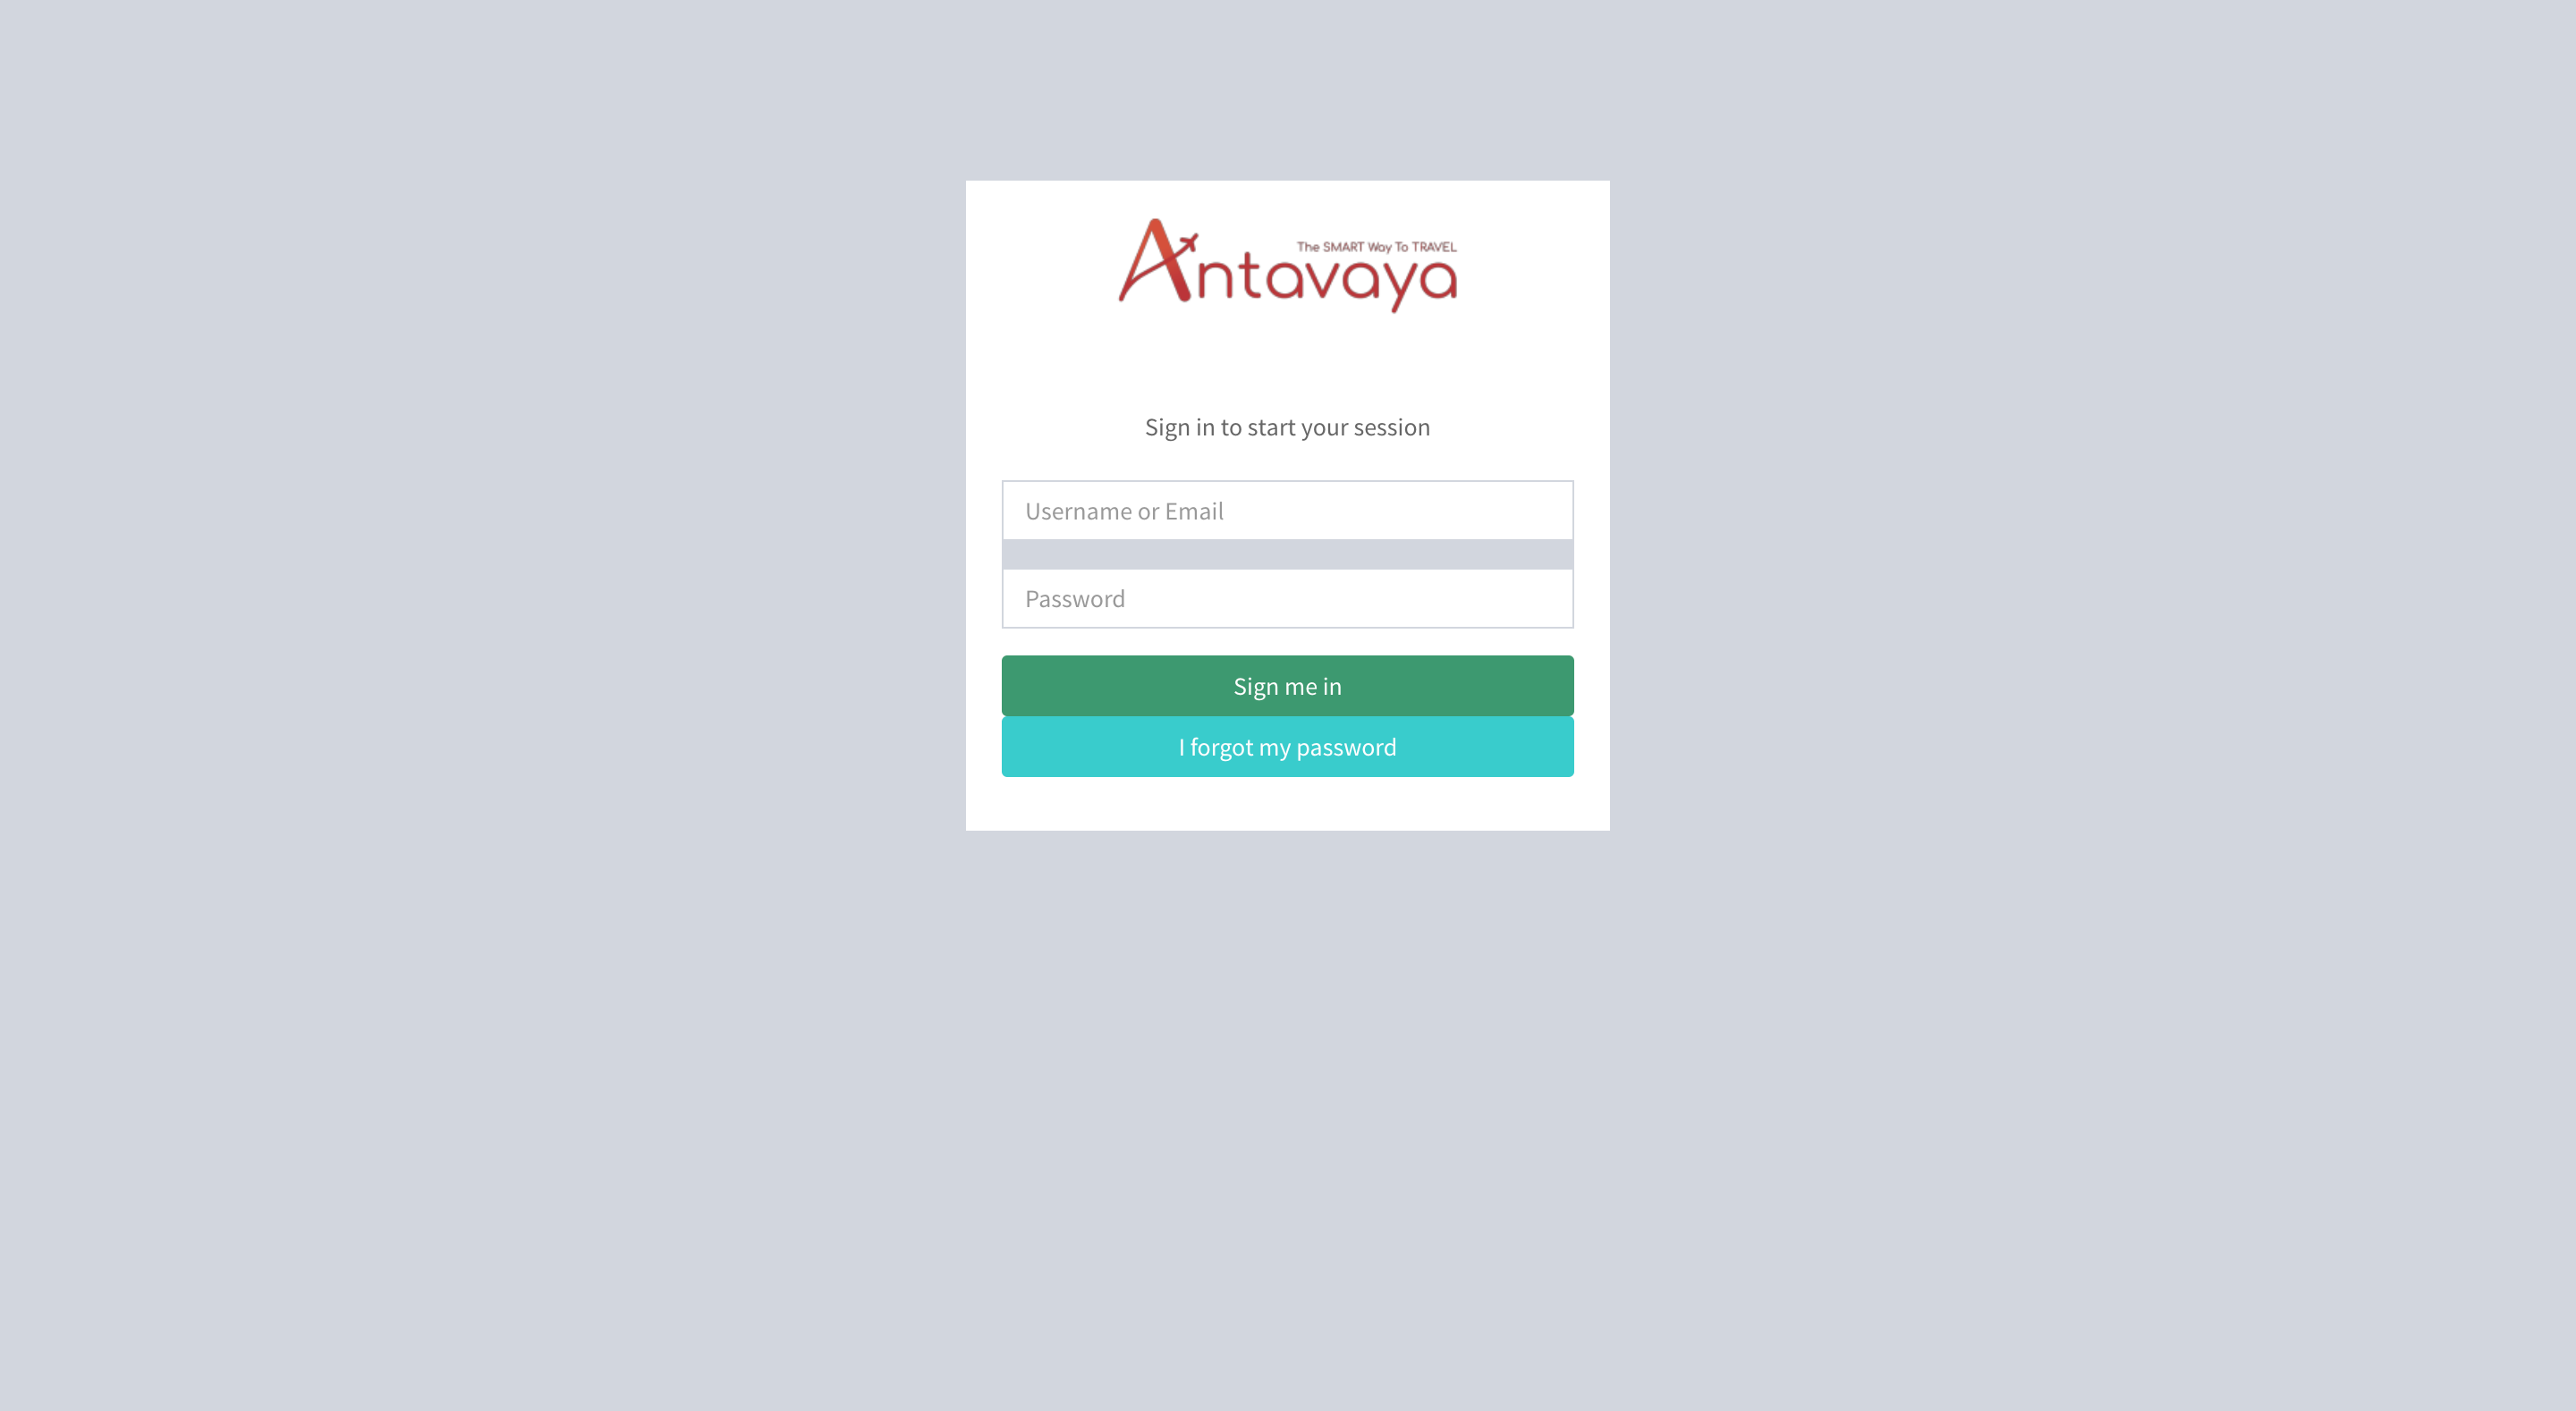 The SMART Way To TRAVEL
Antavaya
Sign in to start your session
Username or Email
Password
Sign me in
I forgot my password